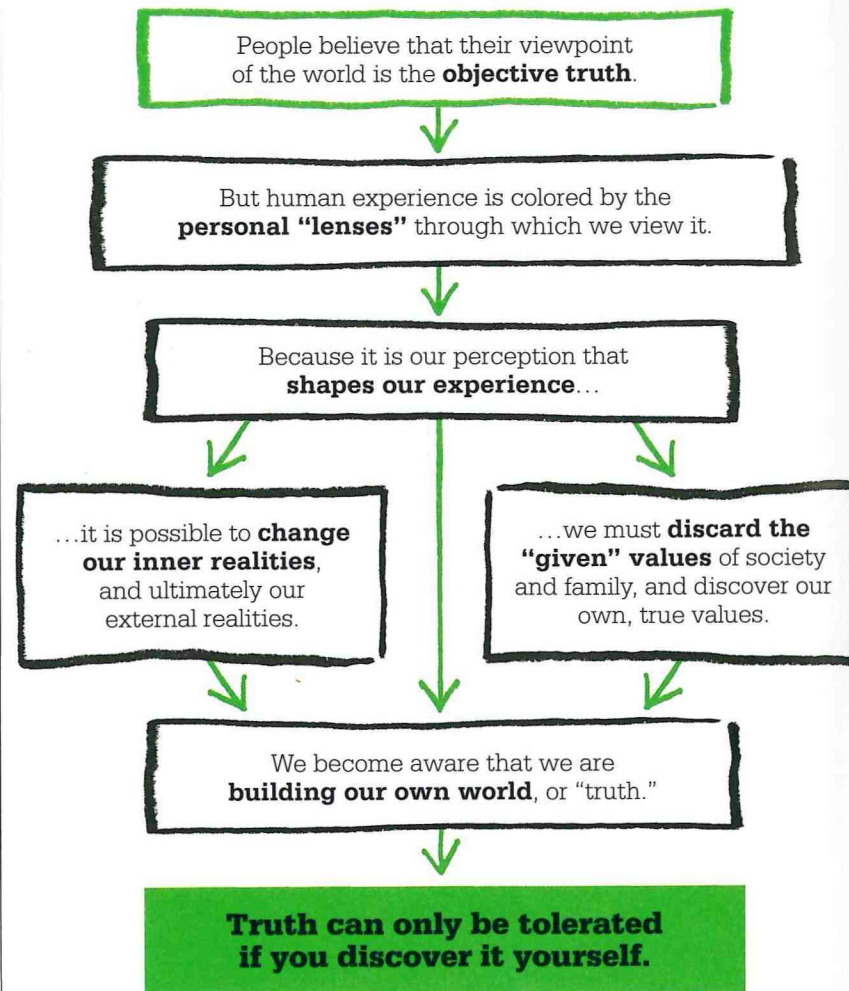 People believe that their viewpoint
of the world is the objective truth.
But human experience is colored by the
personal “lenses” through which we view it.
Because it is our perception that
shapes our experience…
…it is possible to change
our inner realities,
and ultimately our
external realities.
…we must discard the
“given” values of society
and family, and discover our
own, true values.
We become aware that we are
building our own world, or “truth.”
Truth can only be tolerated
if you discover it yourself.